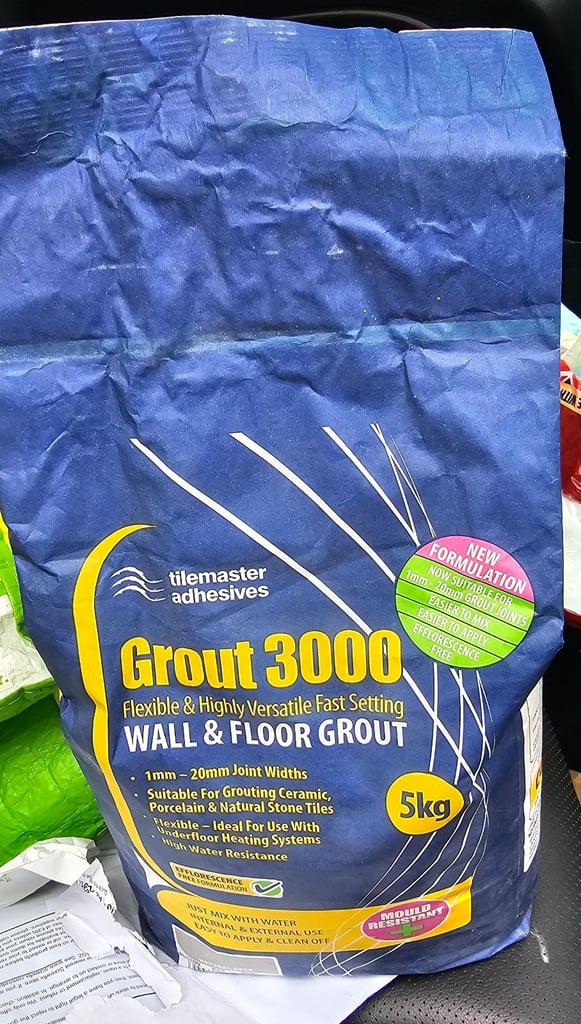 tilemaster
adhesives
NEW
FORMULATION
NOW SUITABLE FOR
1mm – 20mm GROUT JOINTS
EASIER TO MIX
EASIER TO APPLY
EFFLORESCENCE
FREE
Grout 3000
Flexible & Highly Versatile Fast Setting
WALL & FLOOR GROUT
• 1mm – 20mm Joint Widths
• Suitable For Grouting Ceramic,
Porcelain & Natural Stone Tiles
• Flexible – Ideal For Use With
Underfloor Heating Systems
• High Water Resistance
5kg
EFFLORESCENCE
FREE FORMULATION
JUST MIX WITH WATER
INTERNAL & EXTERNAL USE
EASY TO APPLY & CLEAN OFF
MOULD
RESISTANT